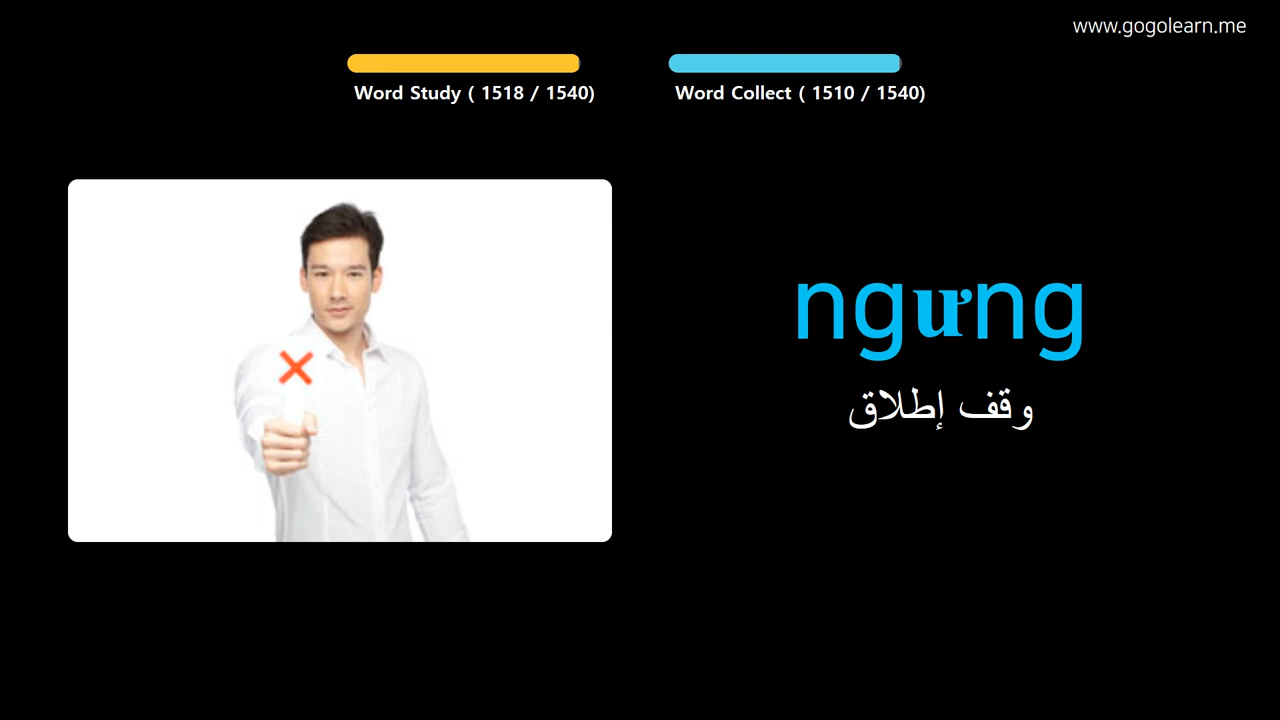 www.gogolearn.me
Word Study ( 1518 / 1540)
Word Collect ( 1510 / 1540)
ngưng
وقف إطلاق